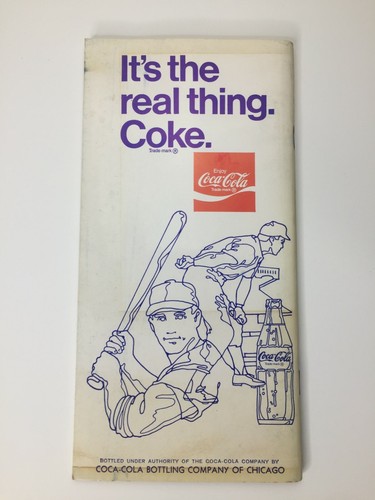 It's the
real thing.
Coke.
Trade-mark ®
Enjoy
Coca-Cola
Trade-mark ®
Coca-Cola
BOTTLED UNDER AUTHORITY OF THE COCA-COLA COMPANY BY
COCA-COLA BOTTLING COMPANY OF CHICAGO